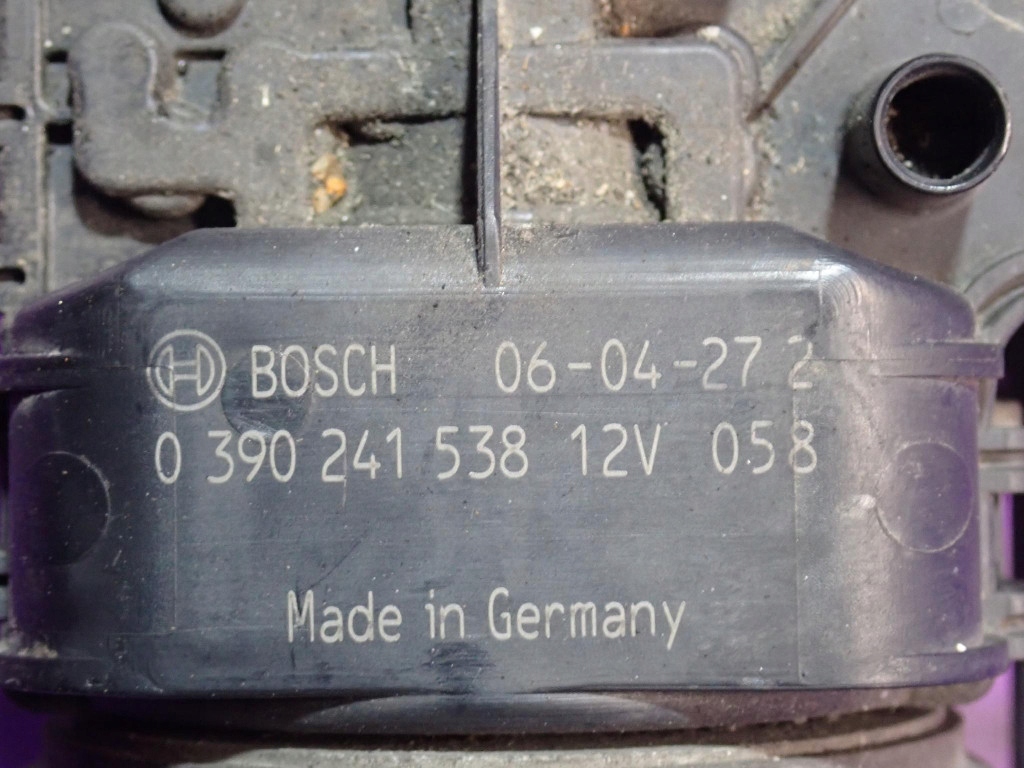 BOSCH 06-04-27 2
0 390 241 538 12V 058
Made in Germany